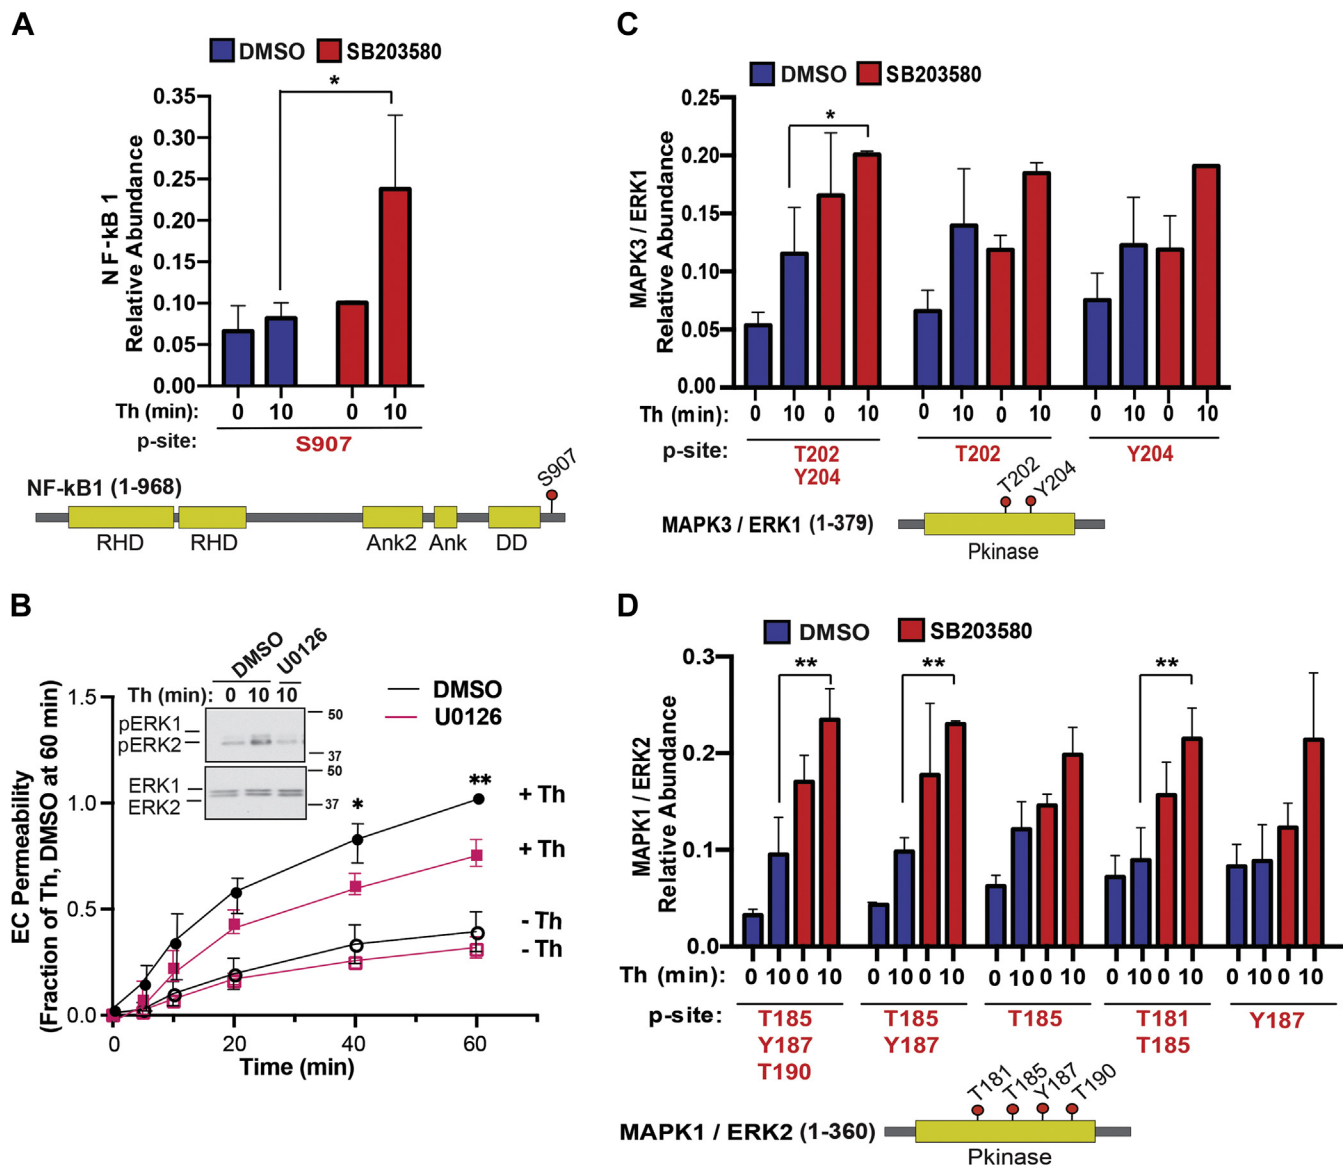 A
DMSO SB203580
*
NF-kB 1
Relative Abundance
0.35
0.30
0.25
0.20
0.15
0.10
0.05
0.00
Th (min): 0 10 0 10
p-site: S907
S907
NF-kB1 (1-968)
RHD RHD Ank2 Ank DD
B
DMSO U0126
Th (min): 0 10 10
pERK1
pERK2
50
37
ERK1
ERK2
50
37
DMSO
U0126
EC Permeability
(Fraction of Th, DMSO at 60 min)
1.5
1.0
0.5
0.0
* **
+ Th
+ Th
- Th
- Th
0 20 40 60
Time (min)
C
DMSO SB203580
*
MAPK3 / ERK1
Relative Abundance
0.25
0.20
0.15
0.10
0.05
0.00
Th (min): 0 10 0 10 0 10 0 10 0 10 0 10
p-site: T202 T202 Y204
Y204
T202 Y204
MAPK3 / ERK1 (1-379)
Pkinase
D
DMSO SB203580
** ** **
MAPK1 / ERK2
Relative Abundance
0.3
0.2
0.1
0.0
Th (min): 0 10 0 10 0 10 0 10 0 10 0 10 0 10 0 10 0 10 0 10
p-site: T185 T185 T185 T181 Y187
Y187 Y187 T185
T190
T181 T185 Y187 T190
MAPK1 / ERK2 (1-360)
Pkinase